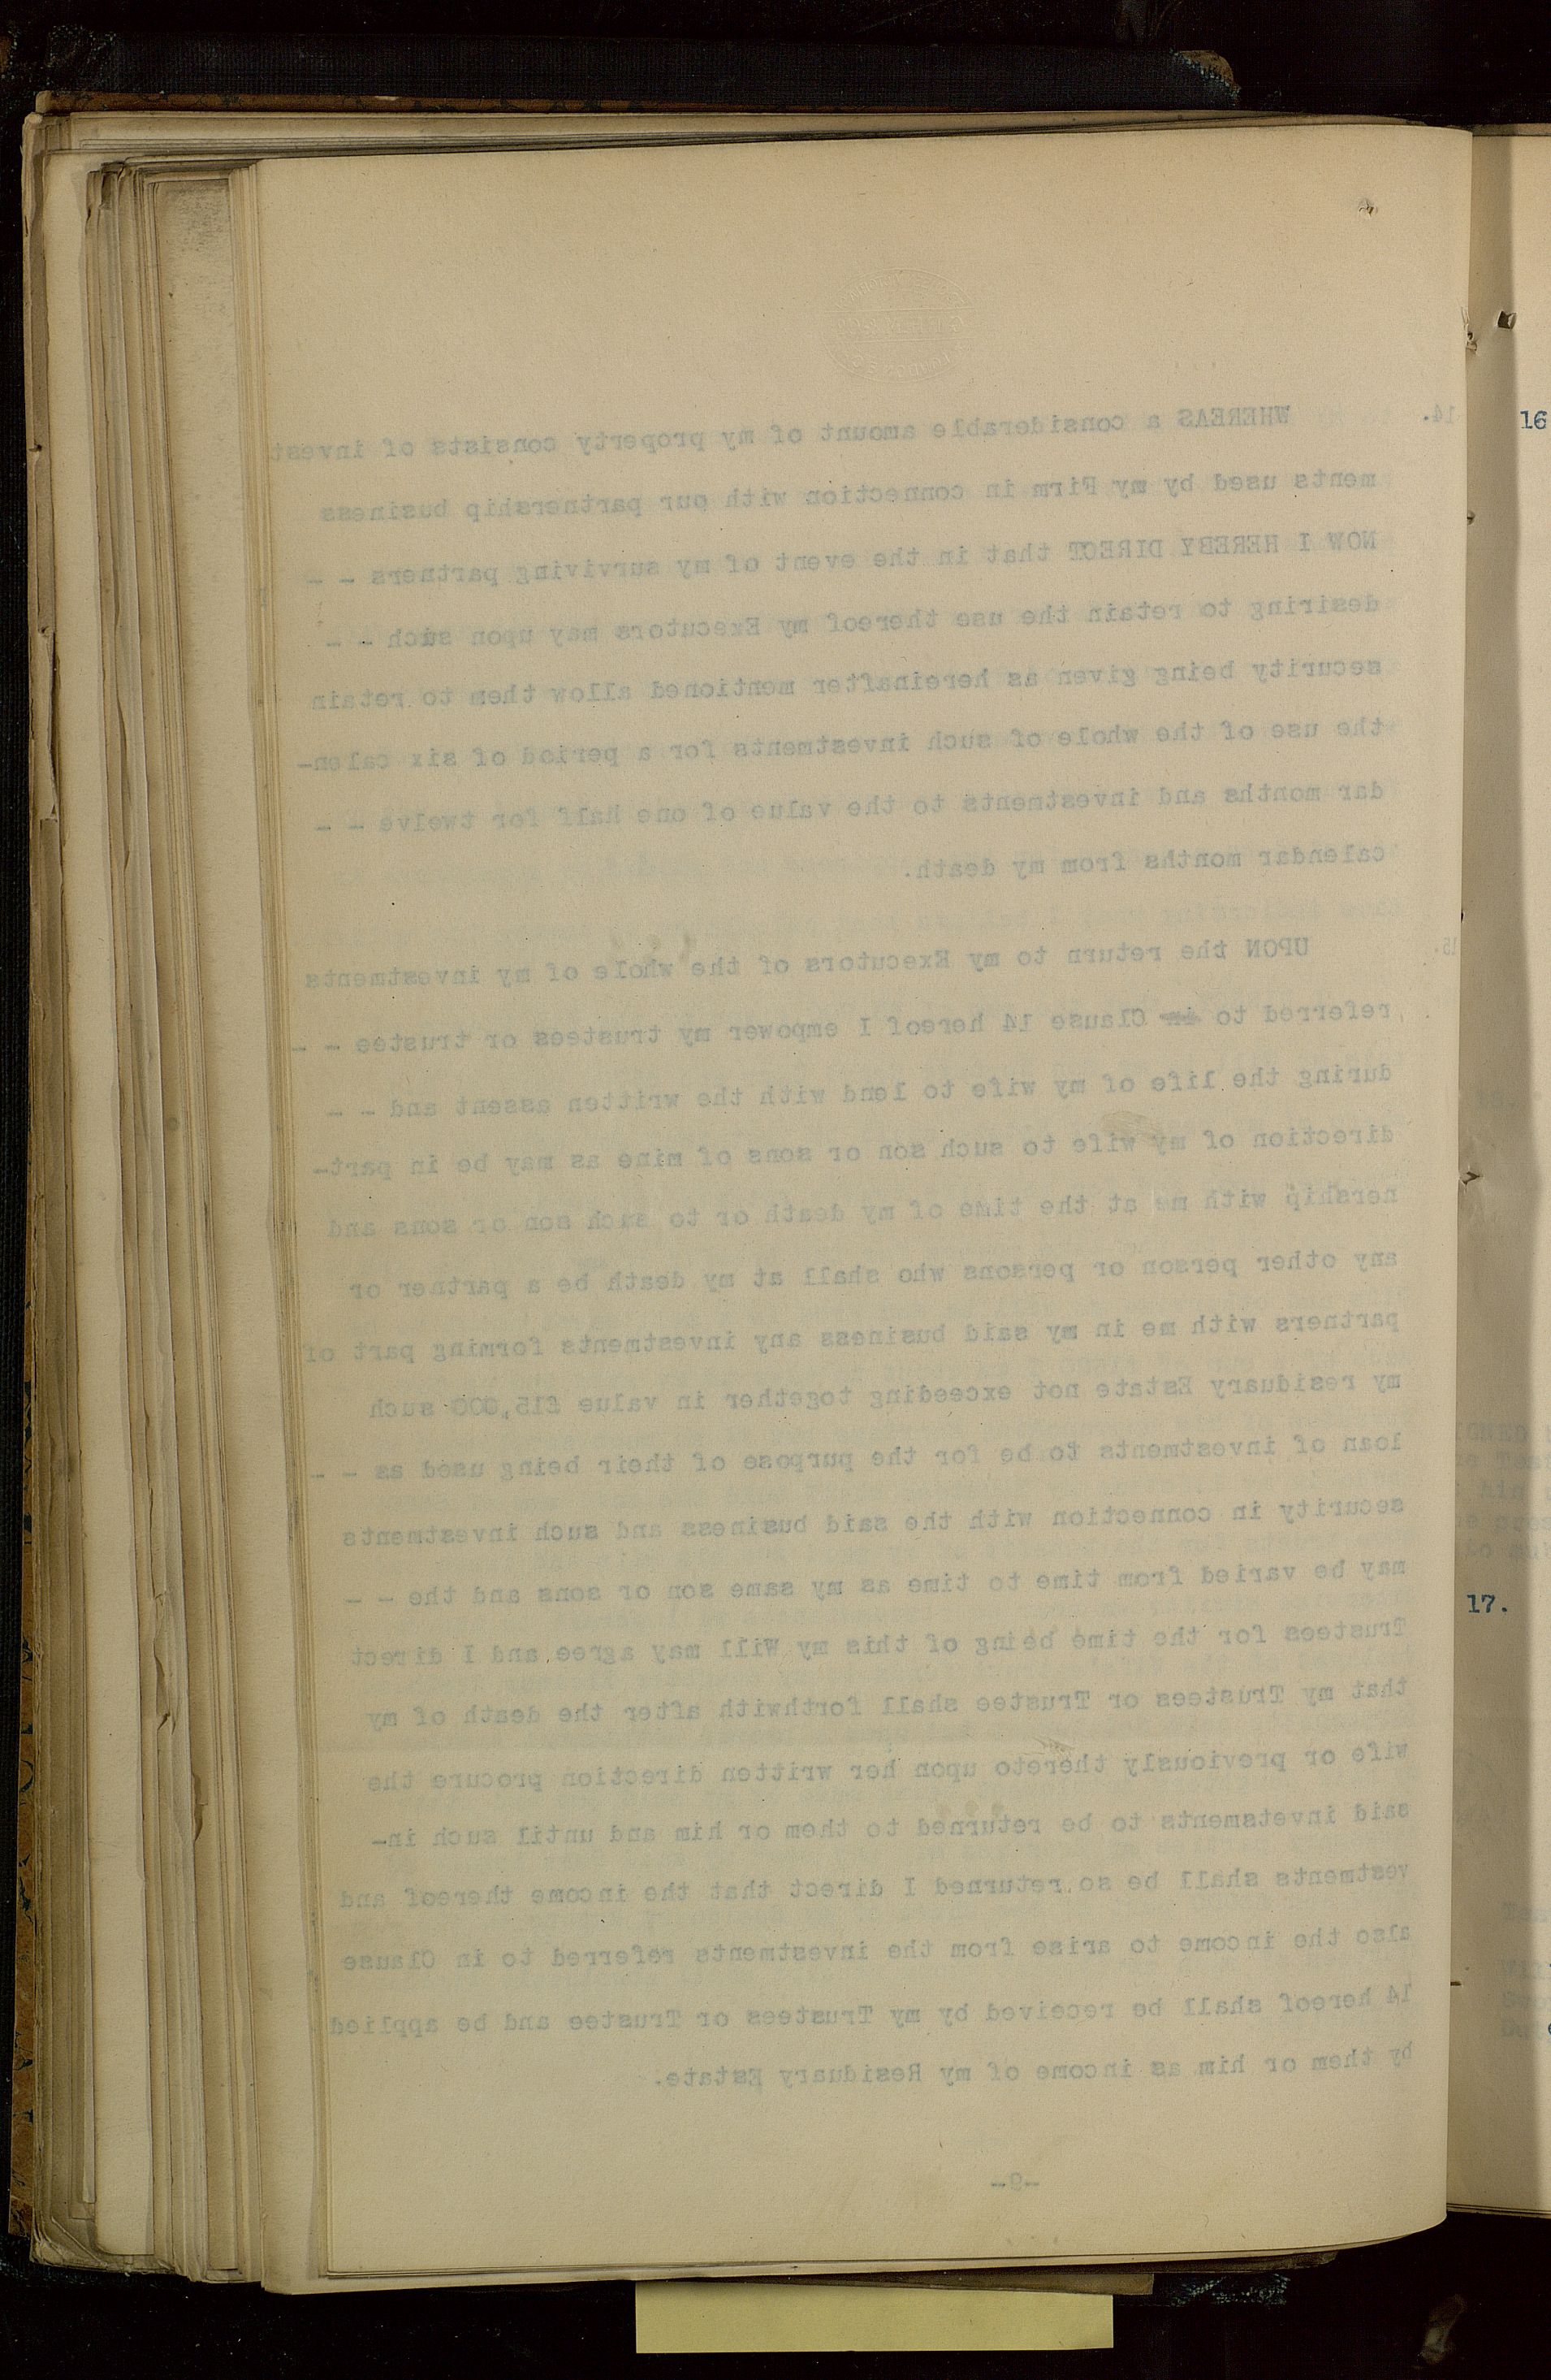 14. WHEREAS a considerable amount of my property consists of invest
ments used by my Firm in connection with our partnership business
NOW I HEREBY DIRECT that in the event of my surviving partners - -
desiring to retain the use thereof my Executors may upon such - -
security being given as hereinafter mentioned allow them to retain
the use of the whole of such investments for a period of six calen-
dar months and investments to the value of one half for twelve - -
calendar months from my death.
15. UPON the return to my Executors of the whole of my investments
referred to in Clause 14 hereof I empower my trustees or trustee - -
during the life of my wife to lend with the written assent and - -
direction of my wife to such son or sons of mine as may be in part-
nership with me at the time of my death or to such son or sons and
any other person or persons who shall at my death be a partner or
partners with me in my said business any investments forming part of
my residuary Estate not exceeding together in value £15,000 such
loan of investments to be for the purpose of their being used as - -
security in connection with the said business and such investments
may be varied from time to time as my same son or sons and the - -
Trustees for the time being of this my Will may agree and I direct
that my Trustees or Trustee shall forthwith after the death of my
wife or previously thereto upon her written direction procure the
said invetsments to be returned to them or him and until such in-
vestments shall be so returned I direct that the income thereof and
also the income to arise from the investments referred to in Clause
14 hereof shall be received by my Trustees or Trustee and be applied
by them or him as income of my Residuary Estate.
-9-
16
17.